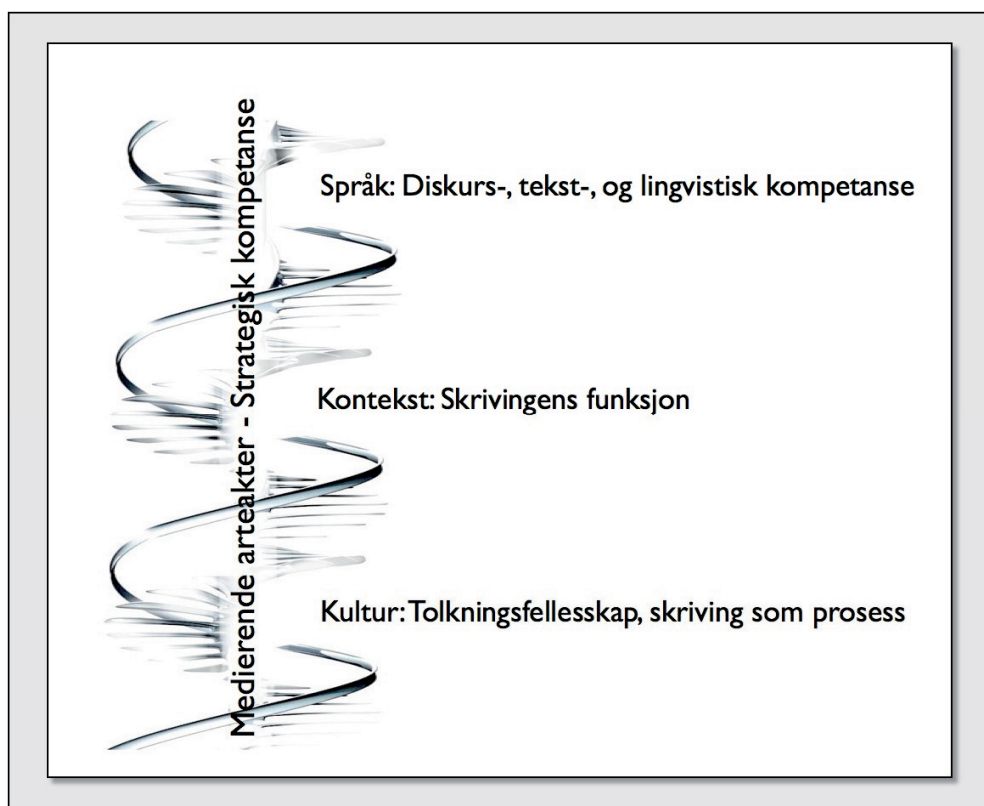 Medierende arteakter - Strategisk kompetanse
Språk: Diskurs-, tekst-, og lingvistisk kompetanse
Kontekst: Skrivingens funksjon
Kultur: Tolkningsfellesskap, skriving som prosess